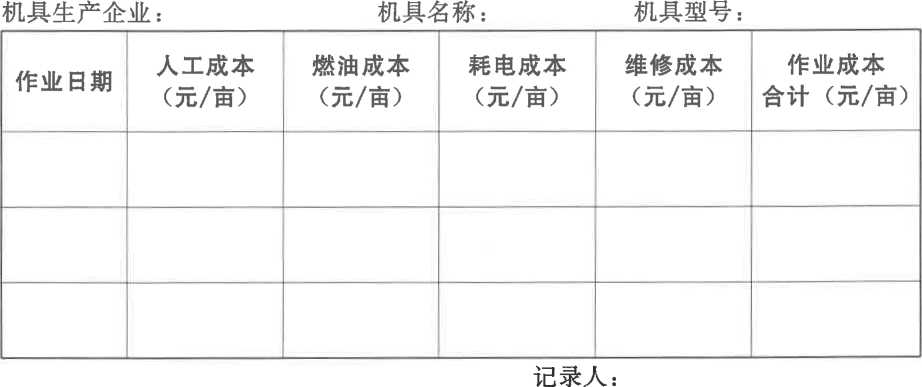 机具生产企业： 机具名称： 机具型号：
作业日期 人工成本（元/亩） 燃油成本（元/亩） 耗电成本（元/亩） 维修成本（元/亩） 作业成本合计（元/亩）
记录人：